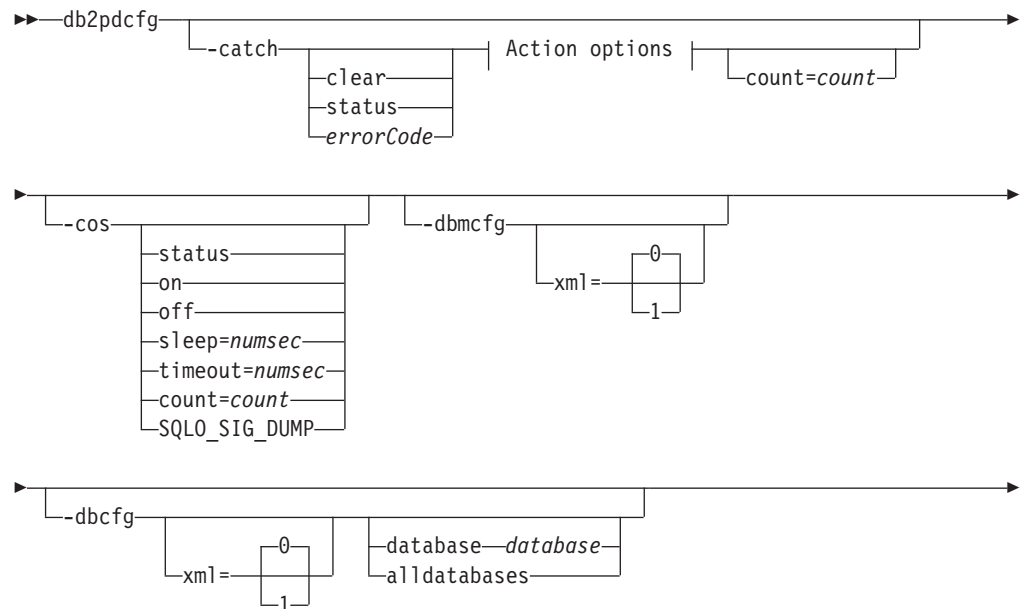 db2pdcfg
-catch Action options
clear count=count
status
errorCode
-cos -dbmcfg
status 0
on xml=
off 1
sleep=numsec
timeout=numsec
count=count
SQLO_SIG_DUMP
-dbcfg
0 database database
xml= alldatabases
1